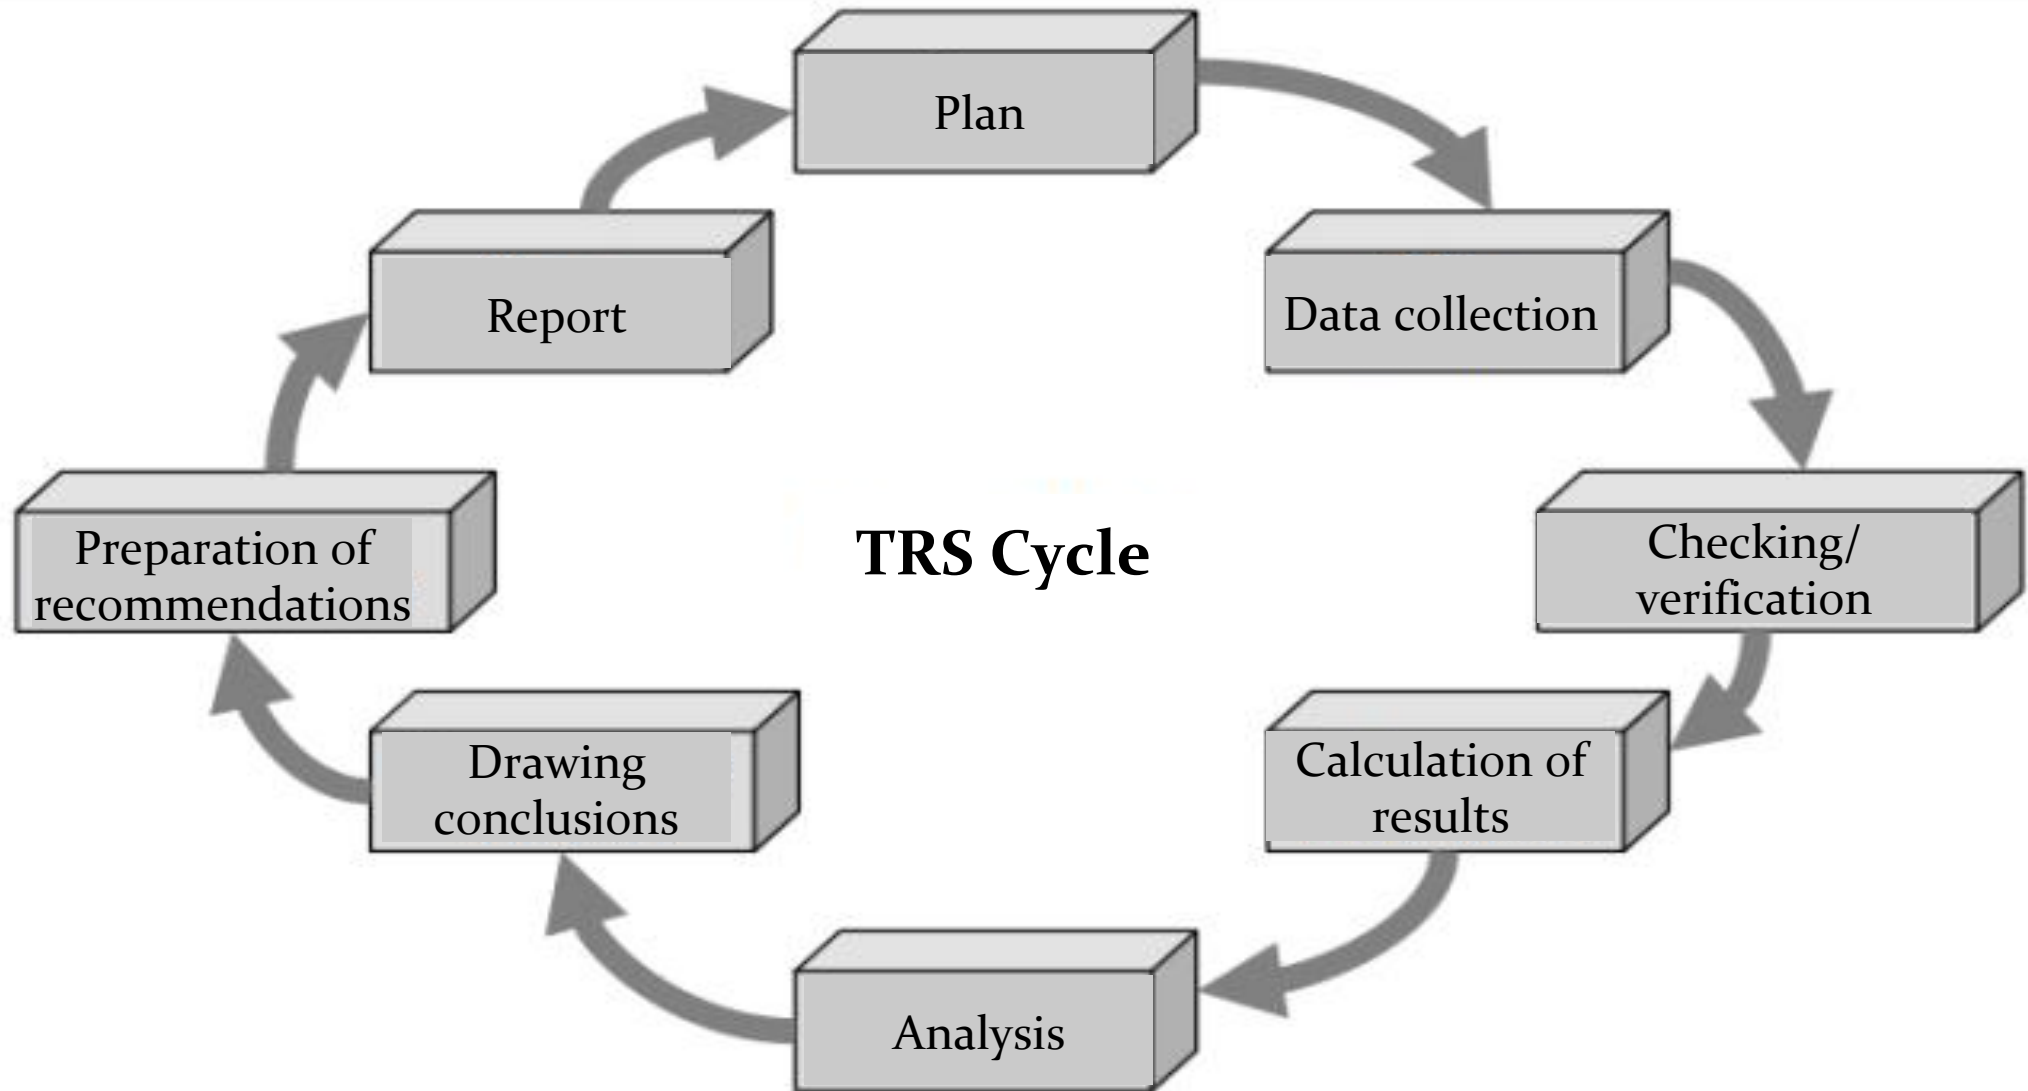 Plan
Report
Data collection
Preparation of
recommendations
TRS Cycle
Checking/
verification
Drawing
conclusions
Calculation of
results
Analysis